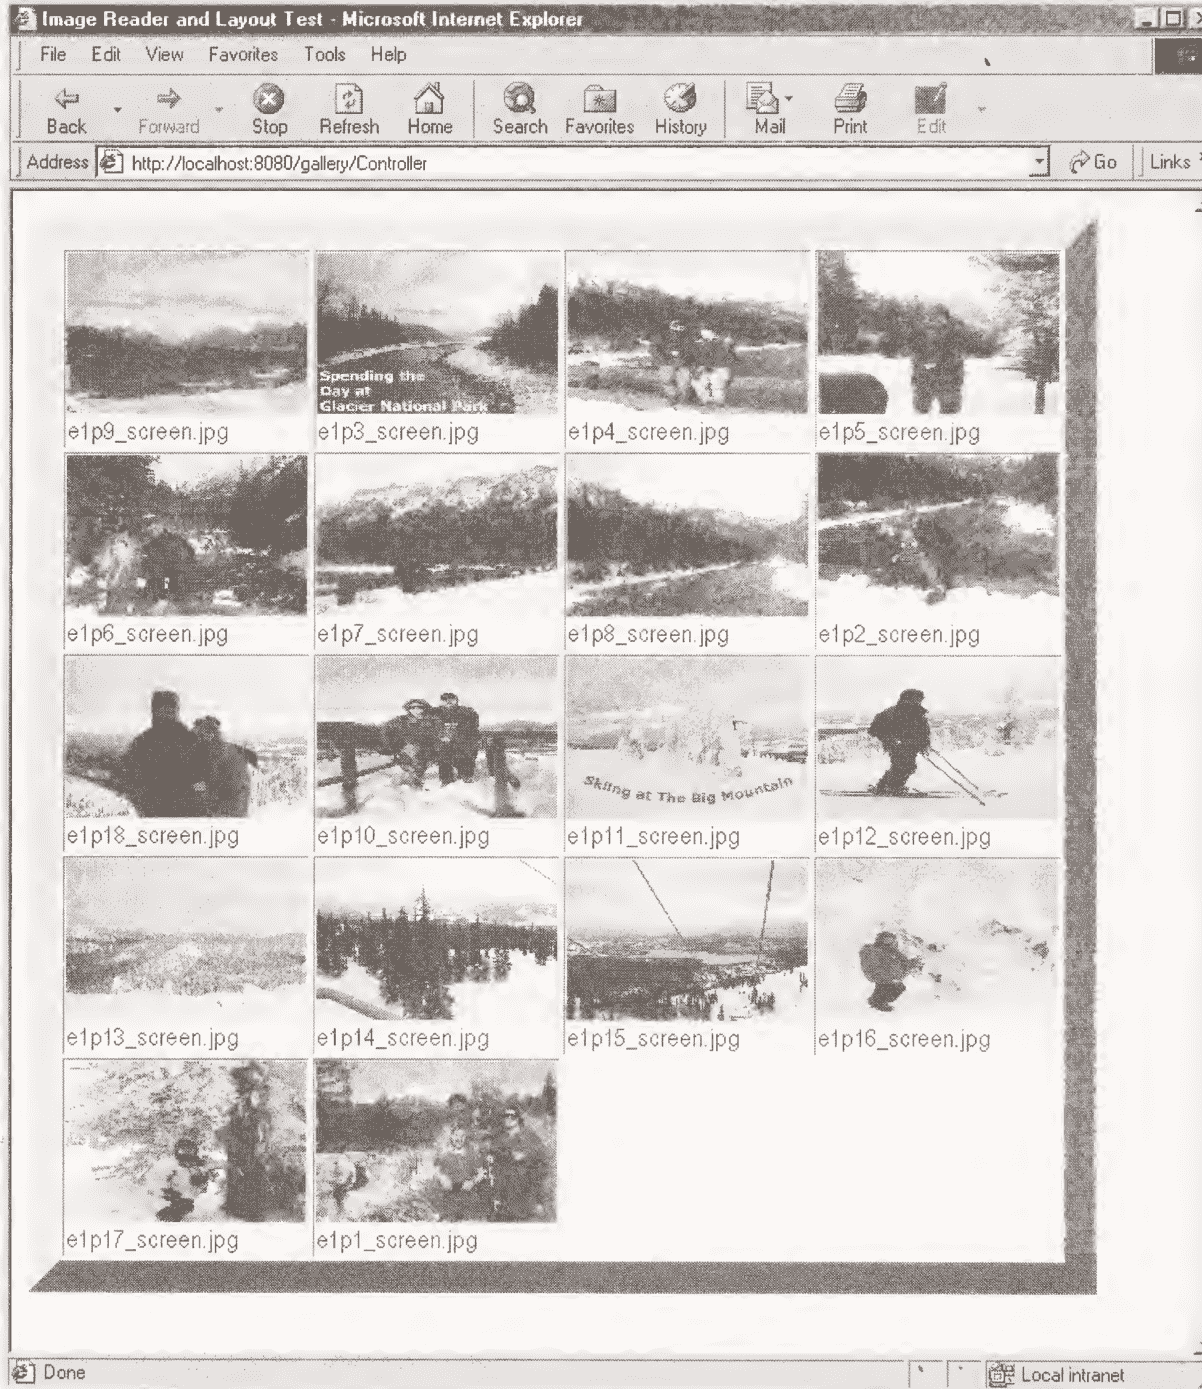 Image Reader and Layout Test - Microsoft Internet Explorer
File Edit View Favorites Tools Help
Back Forward Stop Refresh Home Search Favorites History Mail Print Edit
Address http://localhost:8080/gallery/Controller Go Links
Spending the
Day at
Glacier National Park
e1p9_screen.jpg e1p3_screen.jpg e1p4_screen.jpg e1p5_screen.jpg
e1p6_screen.jpg e1p7_screen.jpg e1p8_screen.jpg e1p2_screen.jpg
Skiing at The Big Mountain
e1p18_screen.jpg e1p10_screen.jpg e1p11_screen.jpg e1p12_screen.jpg
e1p13_screen.jpg e1p14_screen.jpg e1p15_screen.jpg e1p16_screen.jpg
e1p17_screen.jpg e1p1_screen.jpg
Done Local intranet